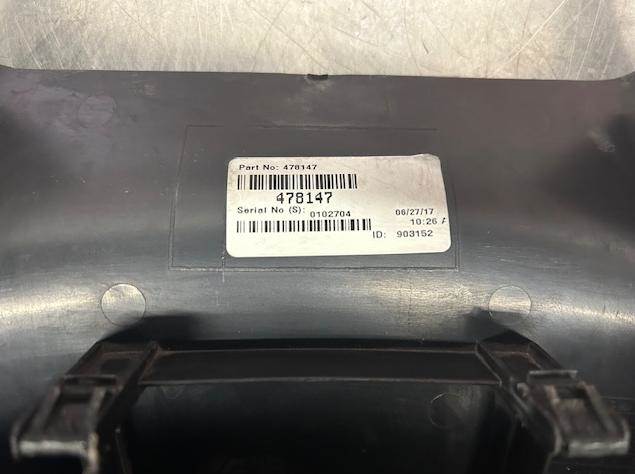 Part No: 478147
478147
Serial No (S): 0102704
06/27/17
10:26
ID: 903152